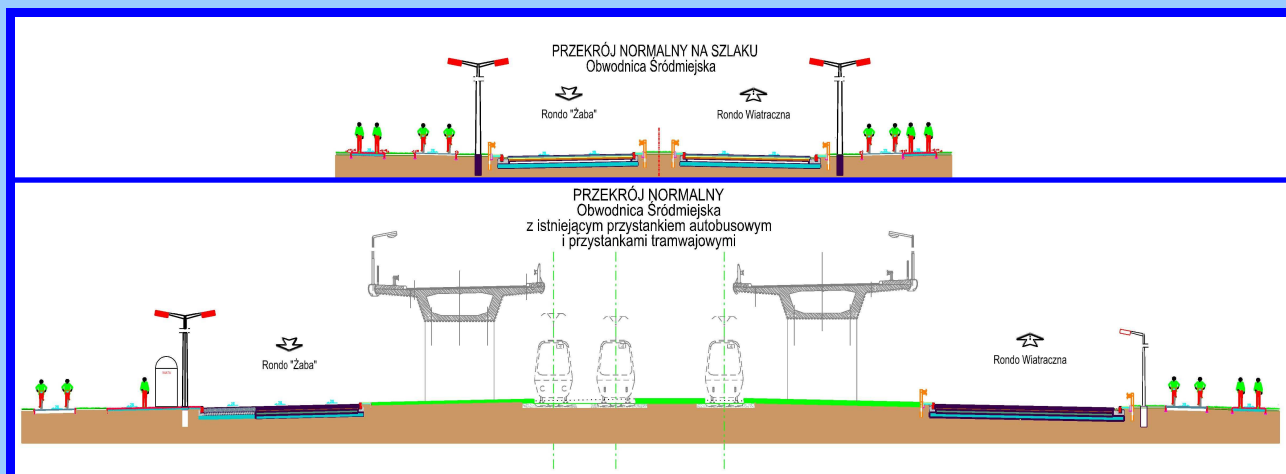 PRZEKRÓJ NORMALNY NA SZLAKU
Obwodnica Śródmiejska
Rondo "Żaba"
Rondo Wiatraczna
PRZEKRÓJ NORMALNY
Obwodnica Śródmiejska
z istniejącym przystankiem autobusowym
i przystankami tramwajowymi
Rondo "Żaba"
Rondo Wiatraczna